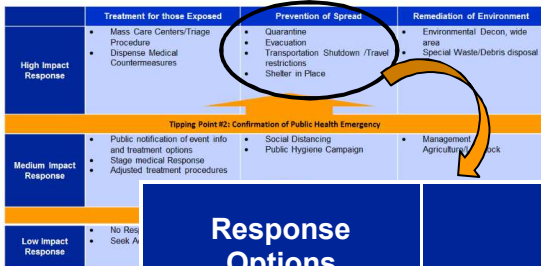 Treatment for those Exposed
Prevention of Spread
Remediation of Environment
High Impact
Response
• Mass Care Centers/Triage
Procedure
• Dispense Medical
Countermeasures
• Quarantine
• Evacuation
• Transportation Shutdown /Travel
restrictions
• Shelter in Place
• Environmental Decon, wide
area
• Special Waste/Debris disposal
Tipping Point #2: Confirmation of Public Health Emergency
Medium Impact
Response
• Public notification of event info
and treatment options
• Stage medical Response
• Adjusted treatment procedures
• Social Distancing
• Public Hygiene Campaign
• Management
Low Impact
Response
• No
• Seek
Response
Options